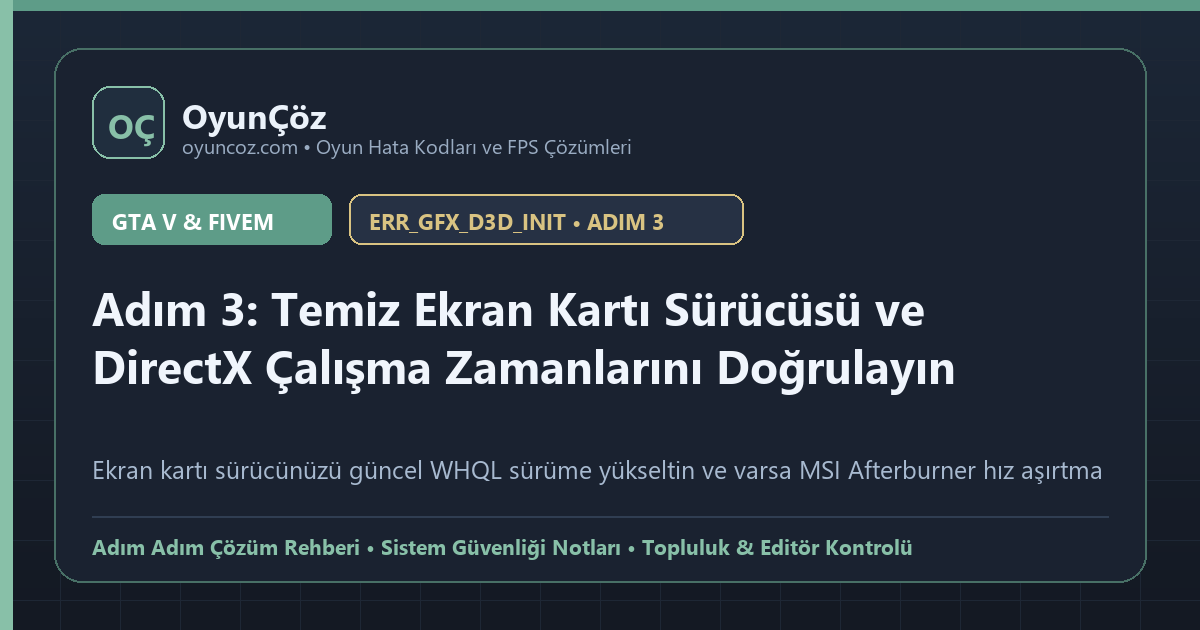 OÇ
OyunÇöz
oyuncoz.com • Oyun Hata Kodları ve FPS Çözümleri
GTA V & FIVEM
ERR_GFX_D3D_INIT • ADIM 3
Adım 3: Temiz Ekran Kartı Sürücüsü ve
DirectX Çalışma Zamanlarını Doğrulayın
Ekran kartı sürücünüzü güncel WHQL sürüme yükseltin ve varsa MSI Afterburner hız aşırtma
Adım Adım Çözüm Rehberi • Sistem Güvenliği Notları • Topluluk & Editör Kontrolü